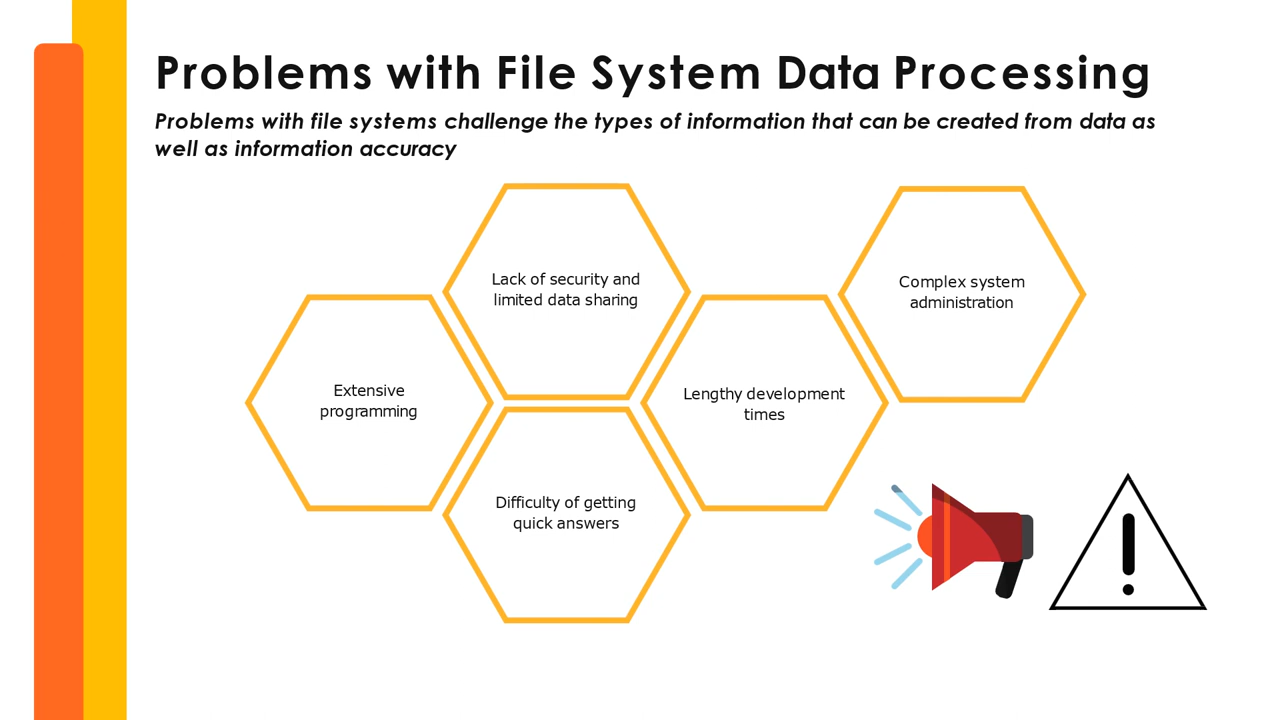 Problems with File System Data Processing
Problems with file systems challenge the types of information that can be created from data as
well as information accuracy
Lack of security and
limited data sharing
Complex system
administration
Extensive
programming
Lengthy development
times
Difficulty of getting
quick answers